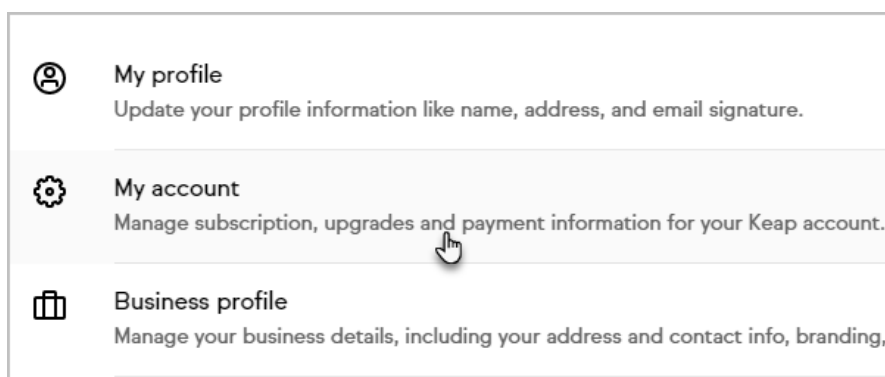 My profile
Update your profile information like name, address, and email signature.
My account
Manage subscription, upgrades and payment information for your Keap account.
Business profile
Manage your business details, including your address and contact info, branding,